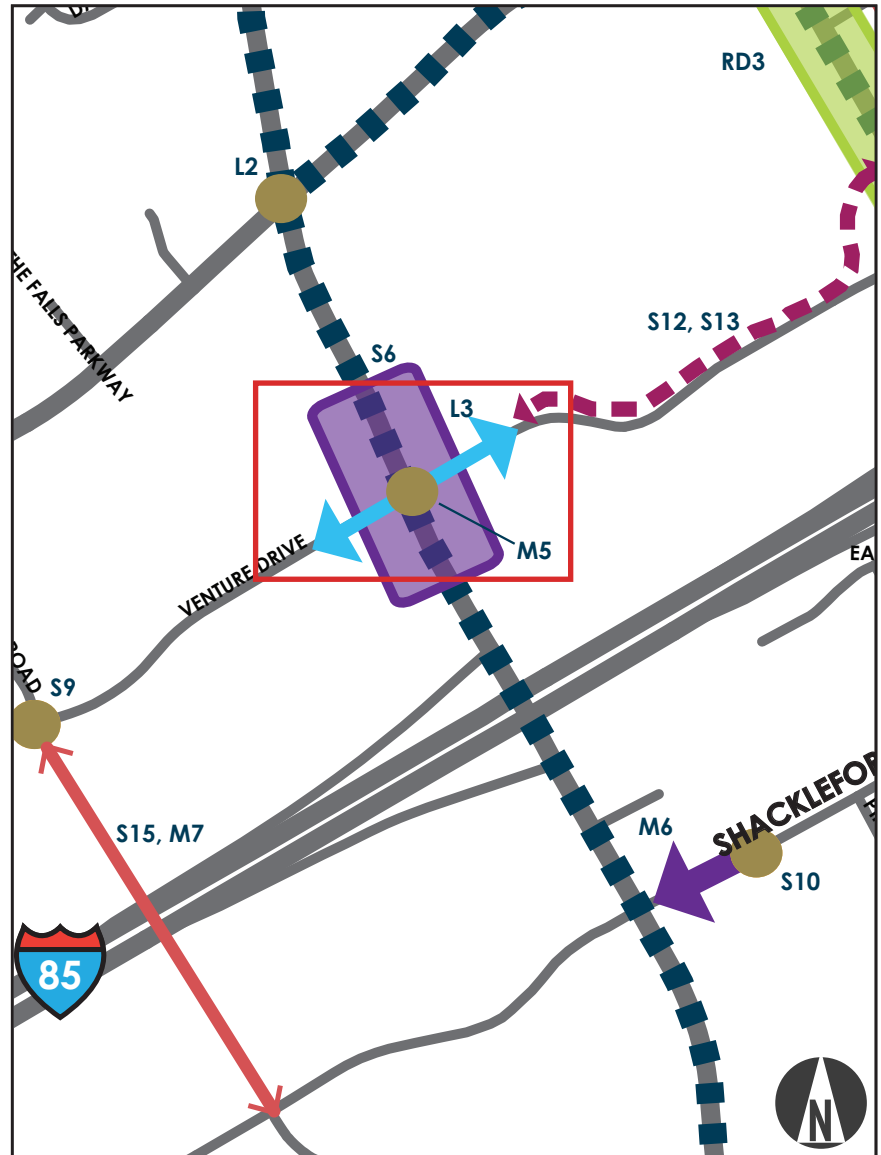 RD3
L2
THE FALLS PARKWAY
S12, S13
S6
L3
M5
VENTURE DRIVE
EA
ROAD
S9
S15, M7
M6
SHACKLEFOR
S10
85
N